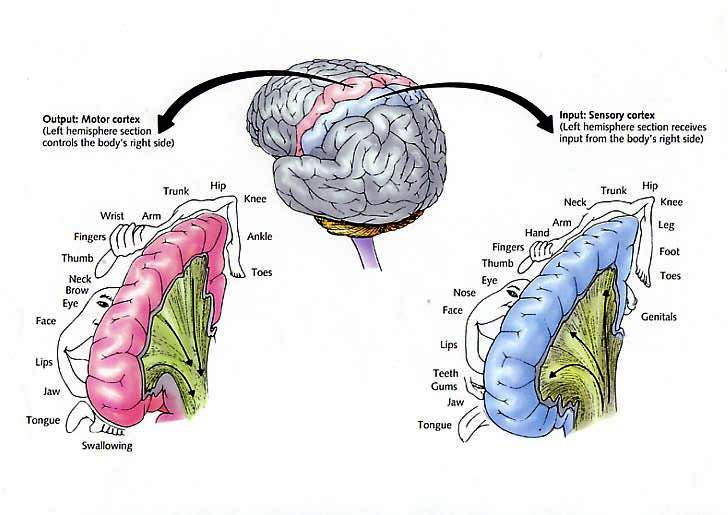 Output: Motor cortex
(Left hemisphere section
controls the body's right side)
Input: Sensory cortex
(Left hemisphere section receives
input from the body's right side)
Trunk
Hip
Knee
Wrist
Arm
Fingers
Thumb
Neck
Brow
Eye
Face
Lips
Jaw
Tongue
Swallowing
Ankle
Toes
Trunk
Hip
Neck
Knee
Arm
Hand
Fingers
Thumb
Eye
Nose
Face
Lips
Teeth
Gums
Jaw
Tongue
Leg
Foot
Toes
Genitals